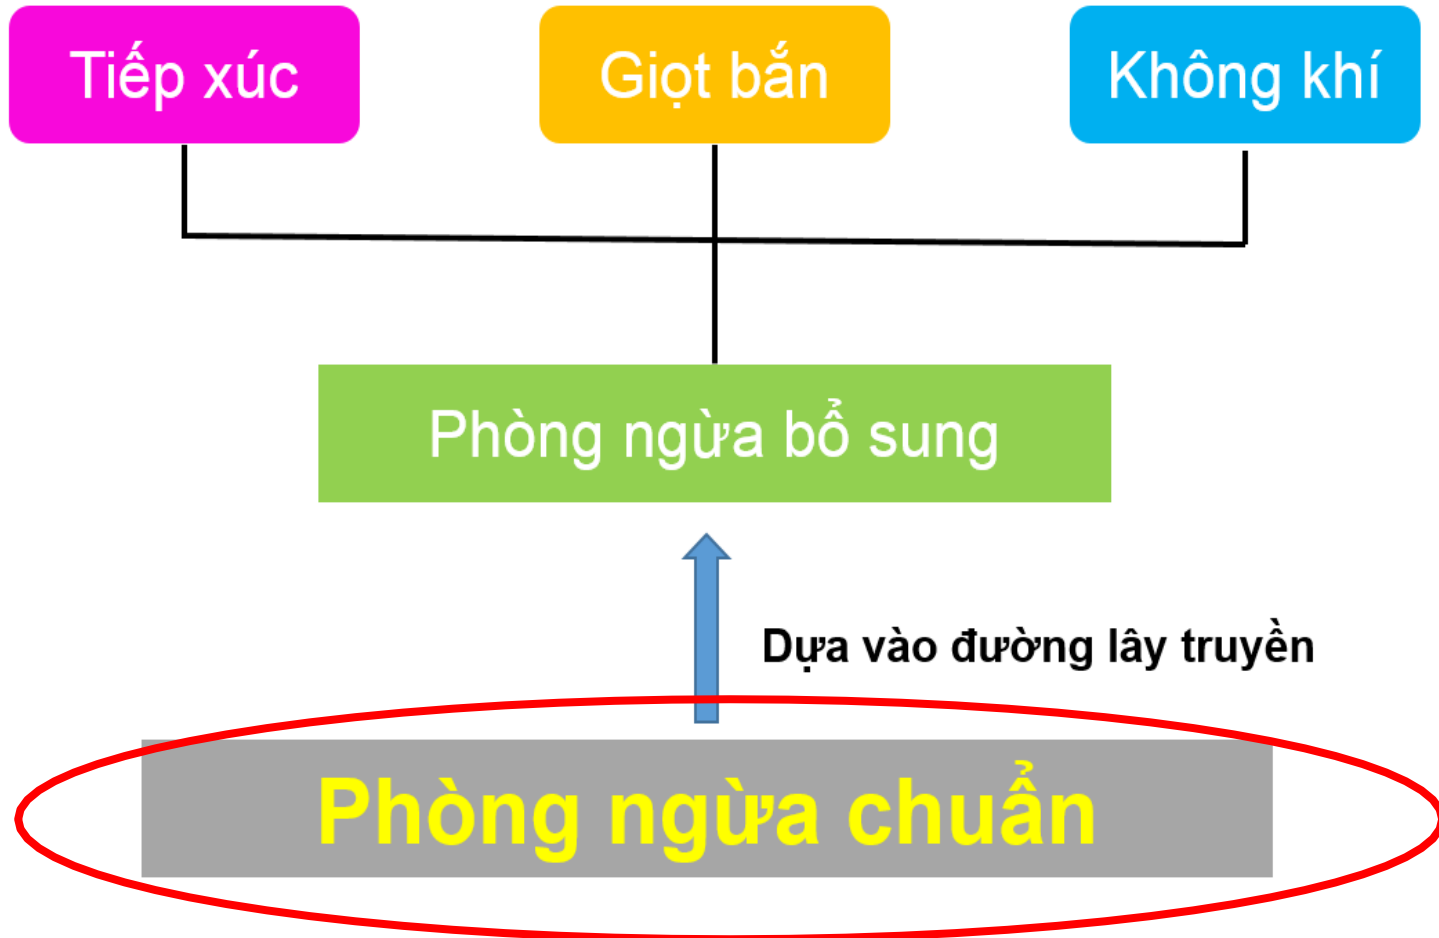 Tiếp xúc
Giọt bắn
Không khí
Phòng ngừa bổ sung
Dựa vào đường lây truyền
Phòng ngừa chuẩn